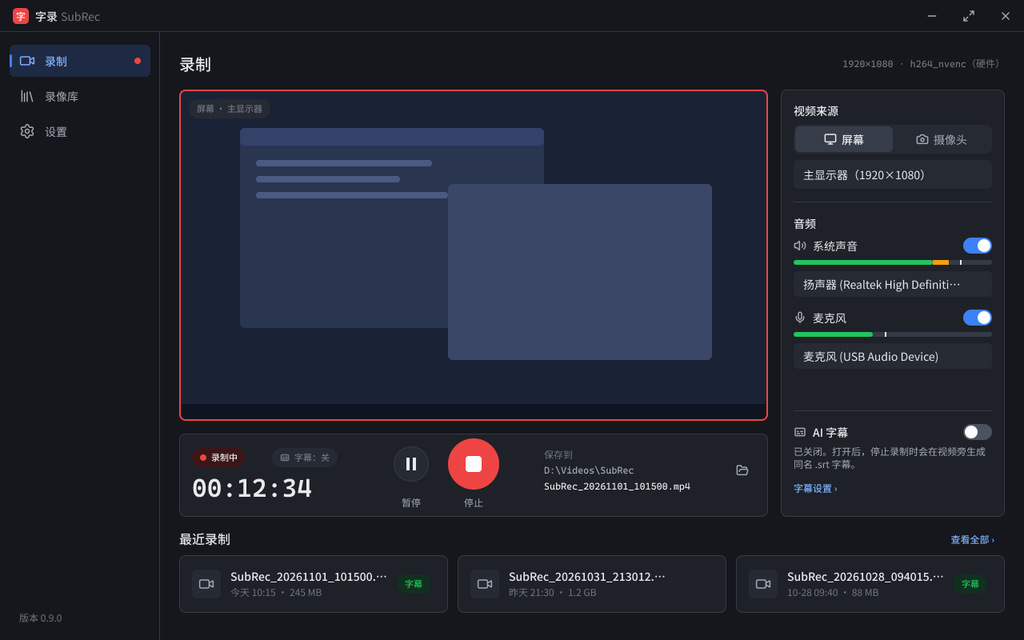 字 字录 SubRec
录制
录像库
设置
版本 0.9.0
录制
1920×1080 · h264_nvenc（硬件）
屏幕 • 主显示器
录制中
字幕：关
00:12:34
暂停
停止
保存到
D:\Videos\SubRec
SubRec_20261101_101500.mp4
视频来源
屏幕
摄像头
主显示器（1920×1080）
音频
系统声音
扬声器 (Realtek High Definiti···
麦克风
麦克风 (USB Audio Device)
AI 字幕
已关闭。打开后，停止录制时会在视频旁生成
同名 .srt 字幕。
字幕设置 ›
最近录制
查看全部 ›
SubRec_20261101_101500.···
今天 10:15 • 245 MB
字幕
SubRec_20261031_213012.···
昨天 21:30 • 1.2 GB
SubRec_20261028_094015.···
10-28 09:40 • 88 MB
字幕